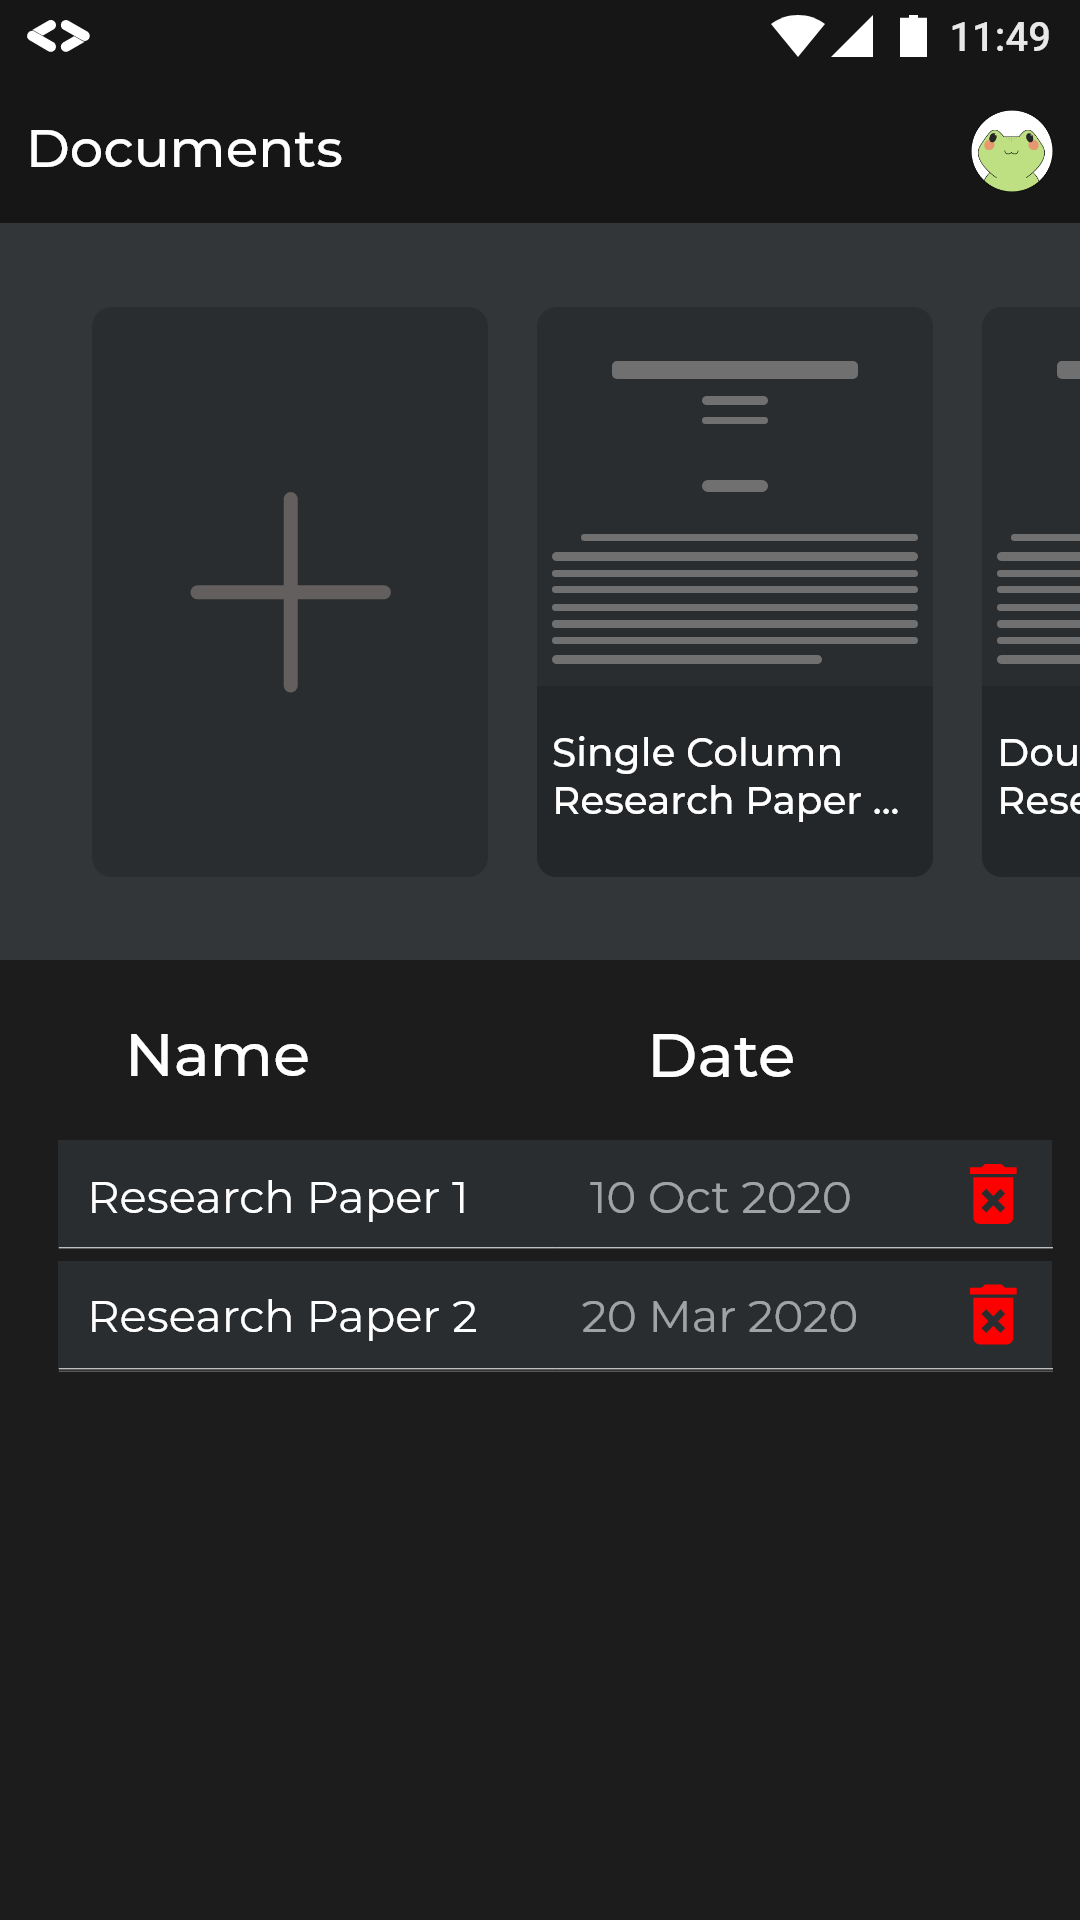 11:49
Documents
Single Column
Research Paper ...
Dou
Rese
Name
Date
Research Paper 1
10 Oct 2020
Research Paper 2
20 Mar 2020